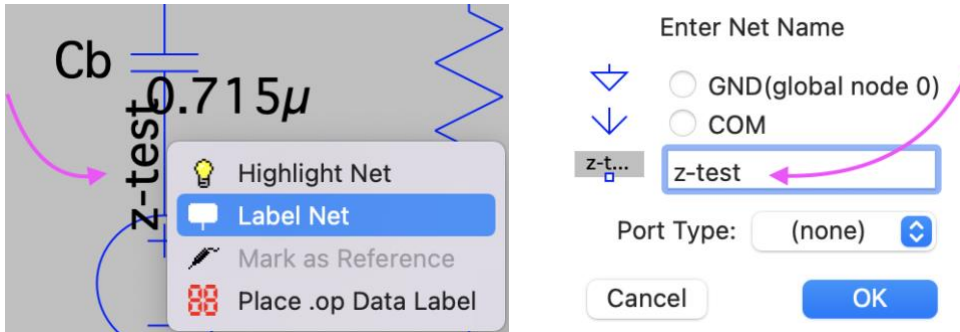 Cb
0.715µ
z-test
Highlight Net
Label Net
Mark as Reference
Place .op Data Label
Enter Net Name
GND(global node 0)
COM
z-t...
z-test
Port Type:
(none)
Cancel
OK